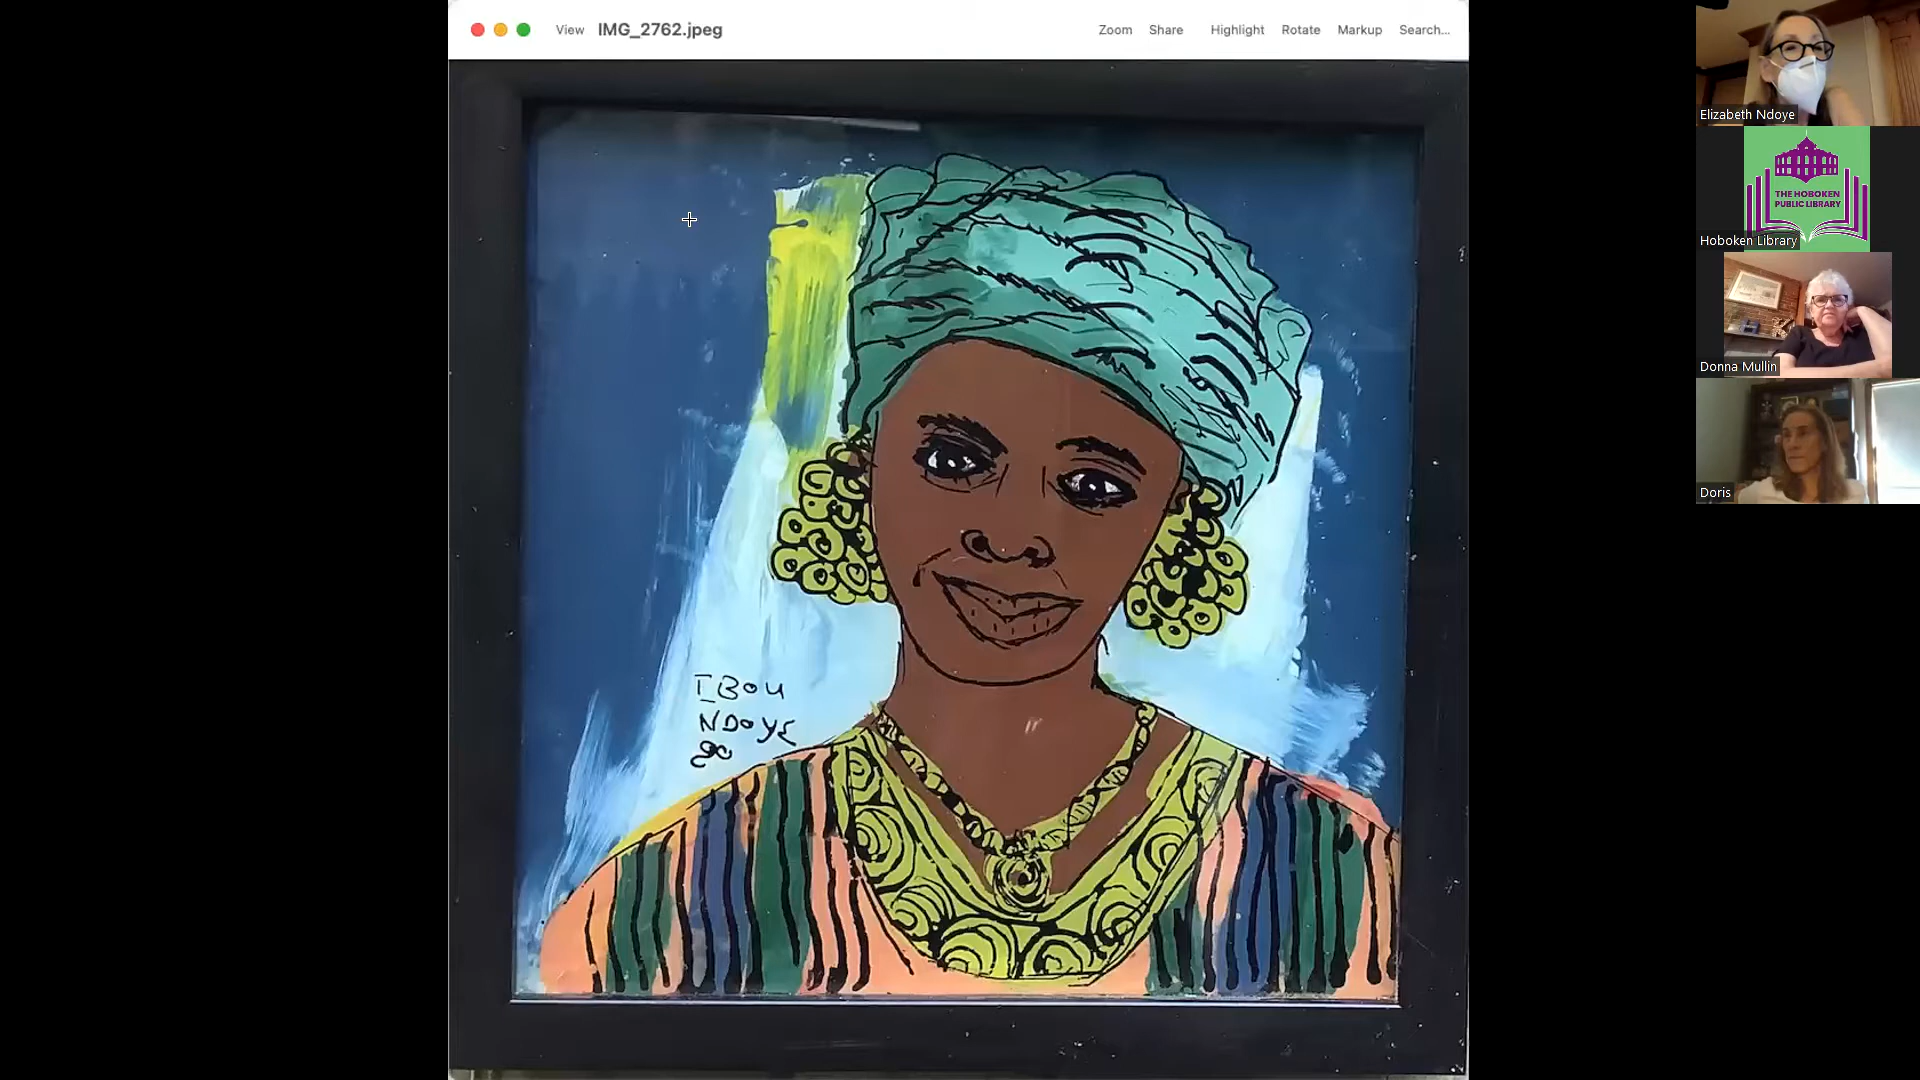 View IMG_2762.jpeg Zoom Share Highlight Rotate Markup Search...
IBOU
NDOYE
Elizabeth Ndoye
THE HOBOKEN
PUBLIC LIBRARY
Hoboken Library
Donna Mullin
Doris